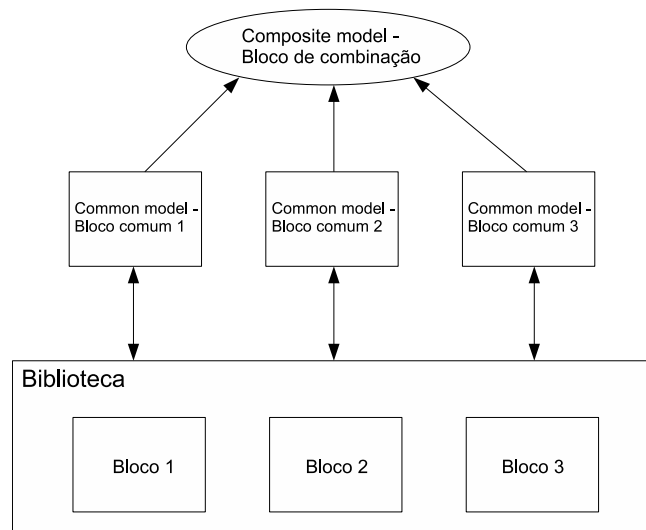 Composite model -
Bloco de combinação
Common model -
Bloco comum 1
Common model -
Bloco comum 2
Common model -
Bloco comum 3
Biblioteca
Bloco 1
Bloco 2
Bloco 3